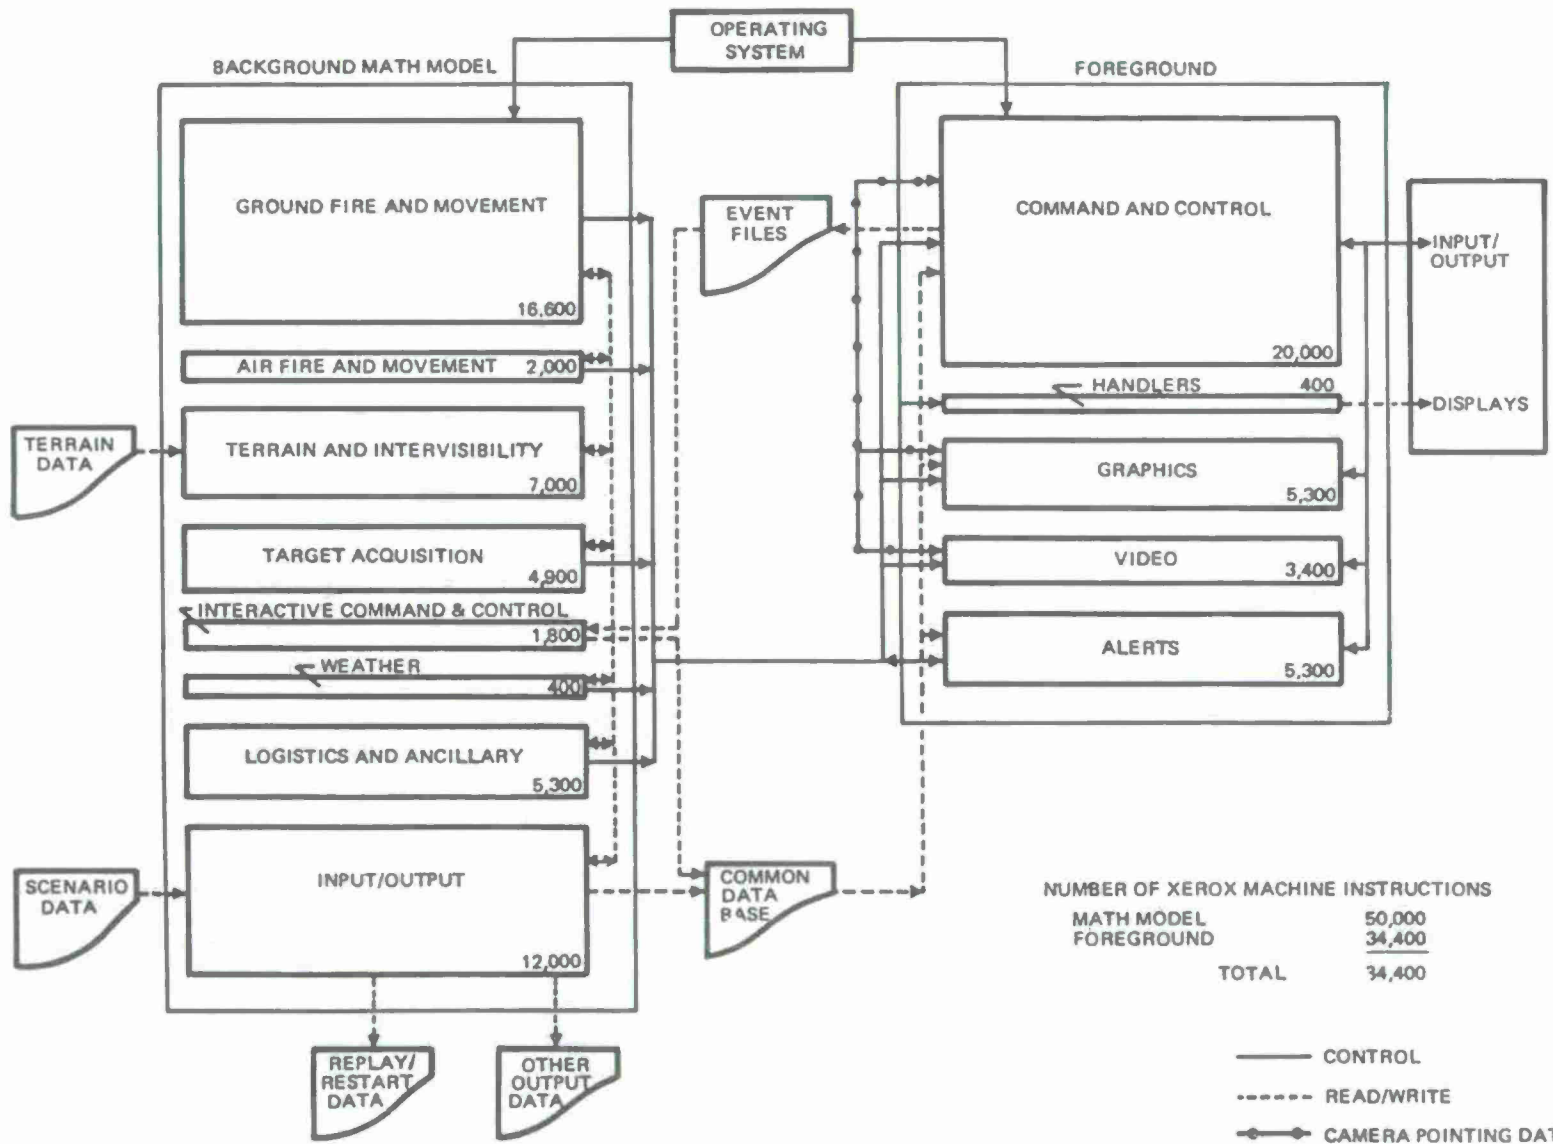 OPERATING
SYSTEM
BACKGROUND MATH MODEL
FOREGROUND
GROUND FIRE AND MOVEMENT
16,600
AIR FIRE AND MOVEMENT 2,000
TERRAIN
DATA
TERRAIN AND INTERVISIBILITY
7,000
TARGET ACQUISITION
4,900
INTERACTIVE COMMAND & CONTROL
1,800
WEATHER
400
LOGISTICS AND ANCILLARY
5,300
SCENARIO
DATA
INPUT/OUTPUT
12,000
REPLAY/
RESTART
DATA
OTHER
OUTPUT
DATA
EVENT
FILES
COMMON
DATA
BASE
COMMAND AND CONTROL
20,000
HANDLERS 400
GRAPHICS
5,300
VIDEO
3,400
ALERTS
5,300
INPUT/
OUTPUT
DISPLAYS
NUMBER OF XEROX MACHINE INSTRUCTIONS
MATH MODEL 50,000
FOREGROUND 34,400
TOTAL 34,400
CONTROL
READ/WRITE
CAMERA POINTING DAT